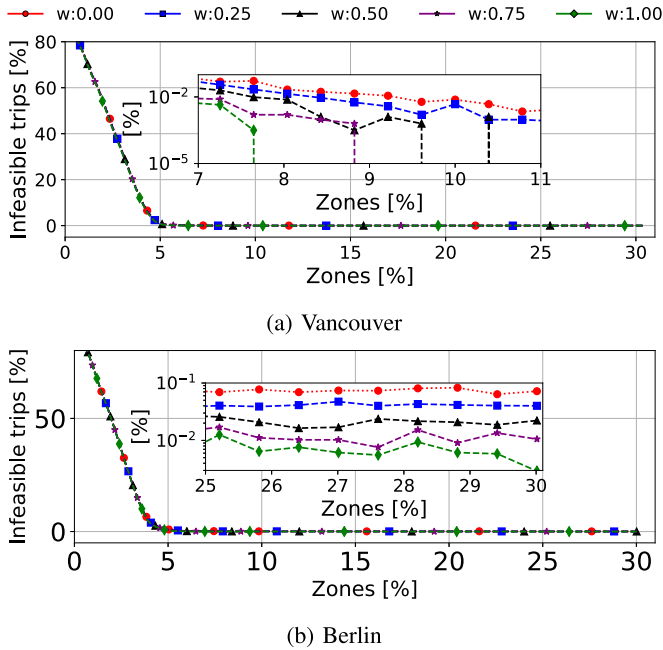 w:0.00 w:0.25 w:0.50 w:0.75 w:1.00
80
60
40
20
0
Infeasible trips [%]
10⁻²
10⁻⁵
[%]
7 8 9 10 11
Zones [%]
0 5 10 15 20 25 30
Zones [%]
(a) Vancouver
50
0
Infeasible trips [%]
10⁻¹
10⁻²
[%]
25 26 27 28 29 30
Zones [%]
0 5 10 15 20 25 30
Zones [%]
(b) Berlin